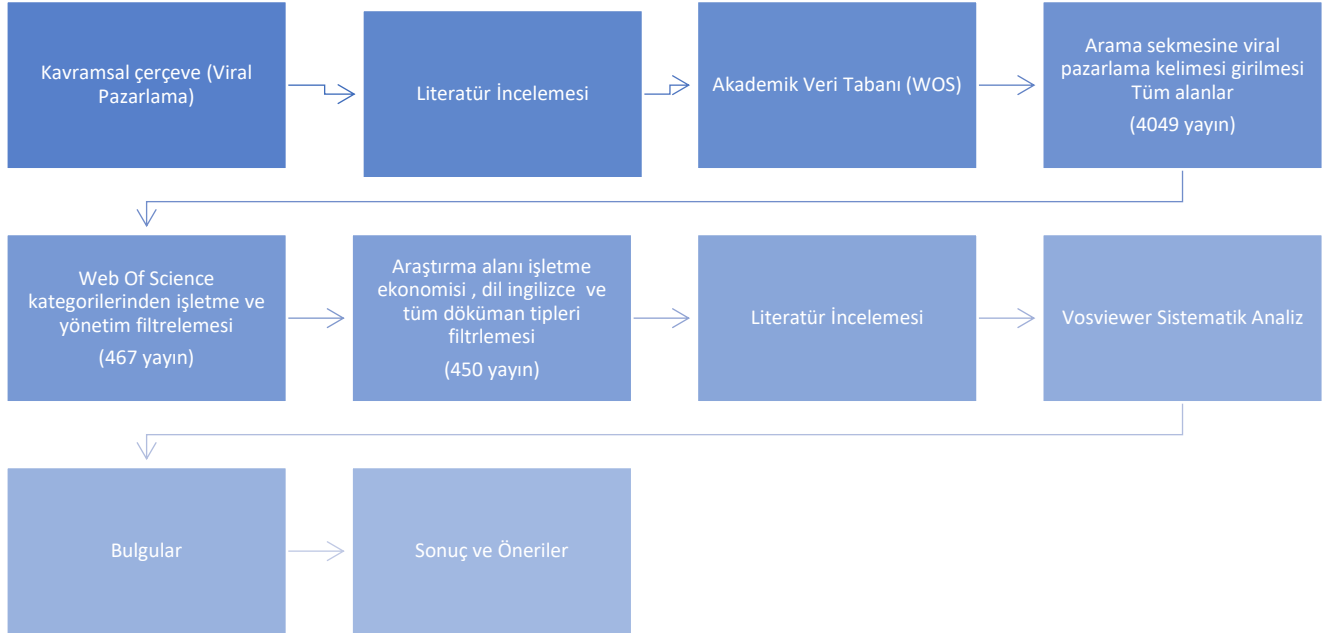 Kavramsal çerçeve (Viral
Pazarlama)
Literatür İncelemesi
Akademik Veri Tabanı (WOS)
Arama sekmesine viral
pazarlama kelimesi girilmesi
Tüm alanlar
(4049 yayın)
Web Of Science
kategorilerinden işletme ve
yönetim filtrelemesi
(467 yayın)
Araştırma alanı işletme
ekonomisi , dil ingilizce ve
tüm döküman tipleri
filtrlemesi
(450 yayın)
Literatür İncelemesi
Vosviewer Sistematik Analiz
Bulgular
Sonuç ve Öneriler